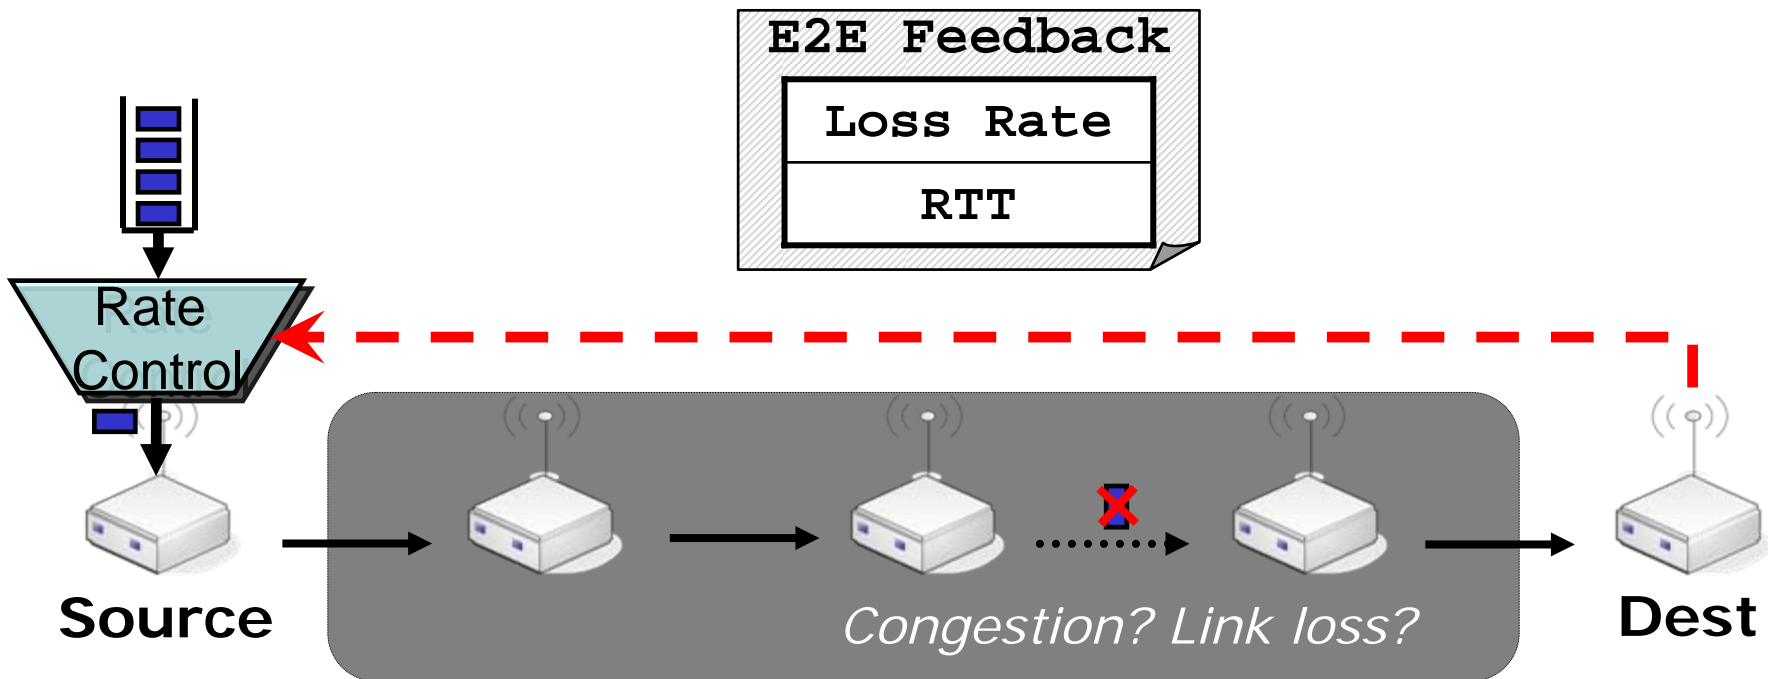 E2E Feedback
Loss Rate
RTT
Rate
Control
Source
Congestion? Link loss?
Dest